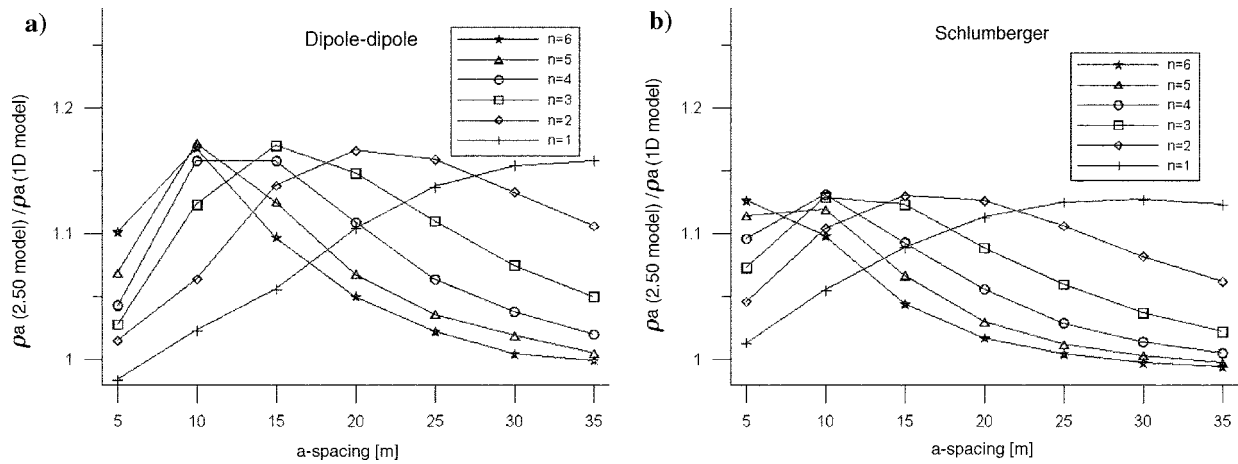 a)
Dipole-dipole
n=6
n=5
n=4
n=3
n=2
n=1
1.2
1.1
1
ρa (2.50 model) / ρa (1D model)
5 10 15 20 25 30 35
a-spacing [m]
b)
Schlumberger
n=6
n=5
n=4
n=3
n=2
n=1
1.2
1.1
1
ρa (2.50 model) / ρa (1D model)
5 10 15 20 25 30 35
a-spacing [m]